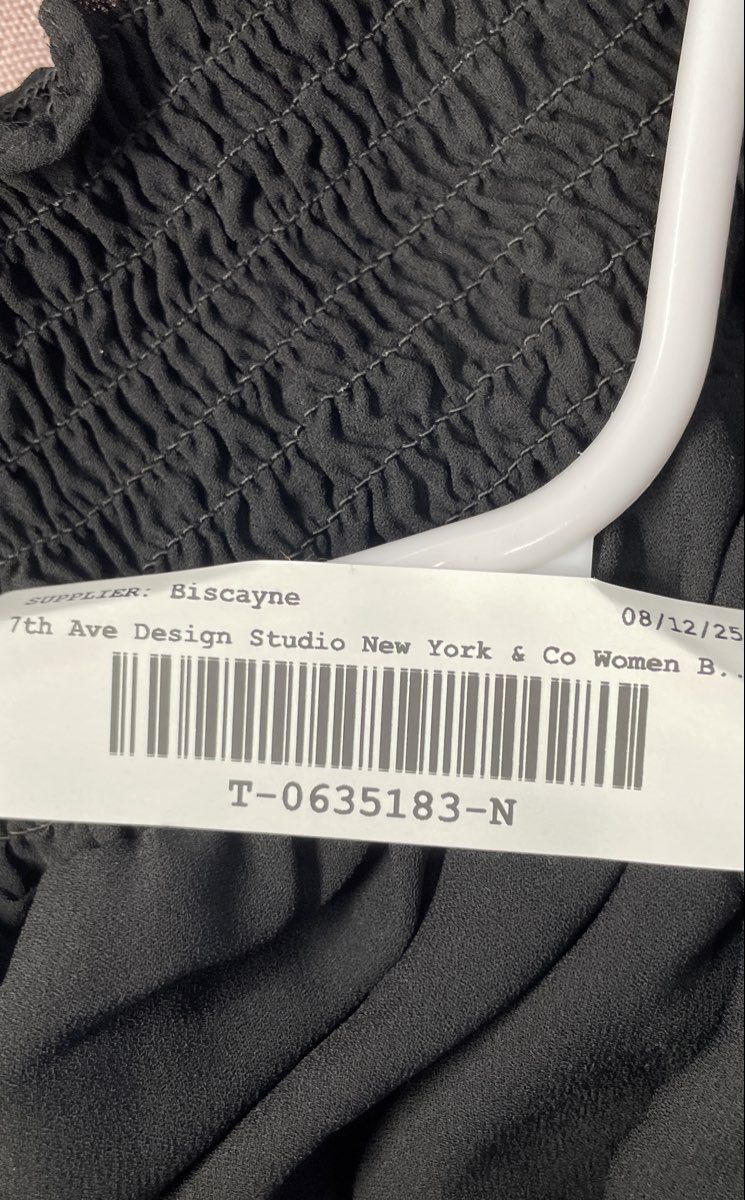 SUPPLIER: Biscayne
08/12/25
7th Ave Design Studio New York & Co Women B...
T-0635183-N